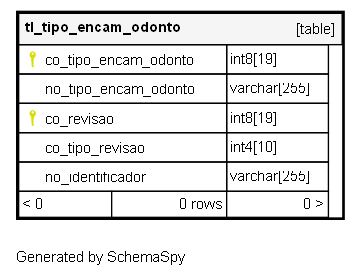 tl_tipo_encam_odonto [table]
co_tipo_encam_odonto int8[19]
no_tipo_encam_odonto varchar[255]
co_revisao int8[19]
co_tipo_revisao int4[10]
no_identificador varchar[255]
< 0 0 rows 0 >
Generated by SchemaSpy